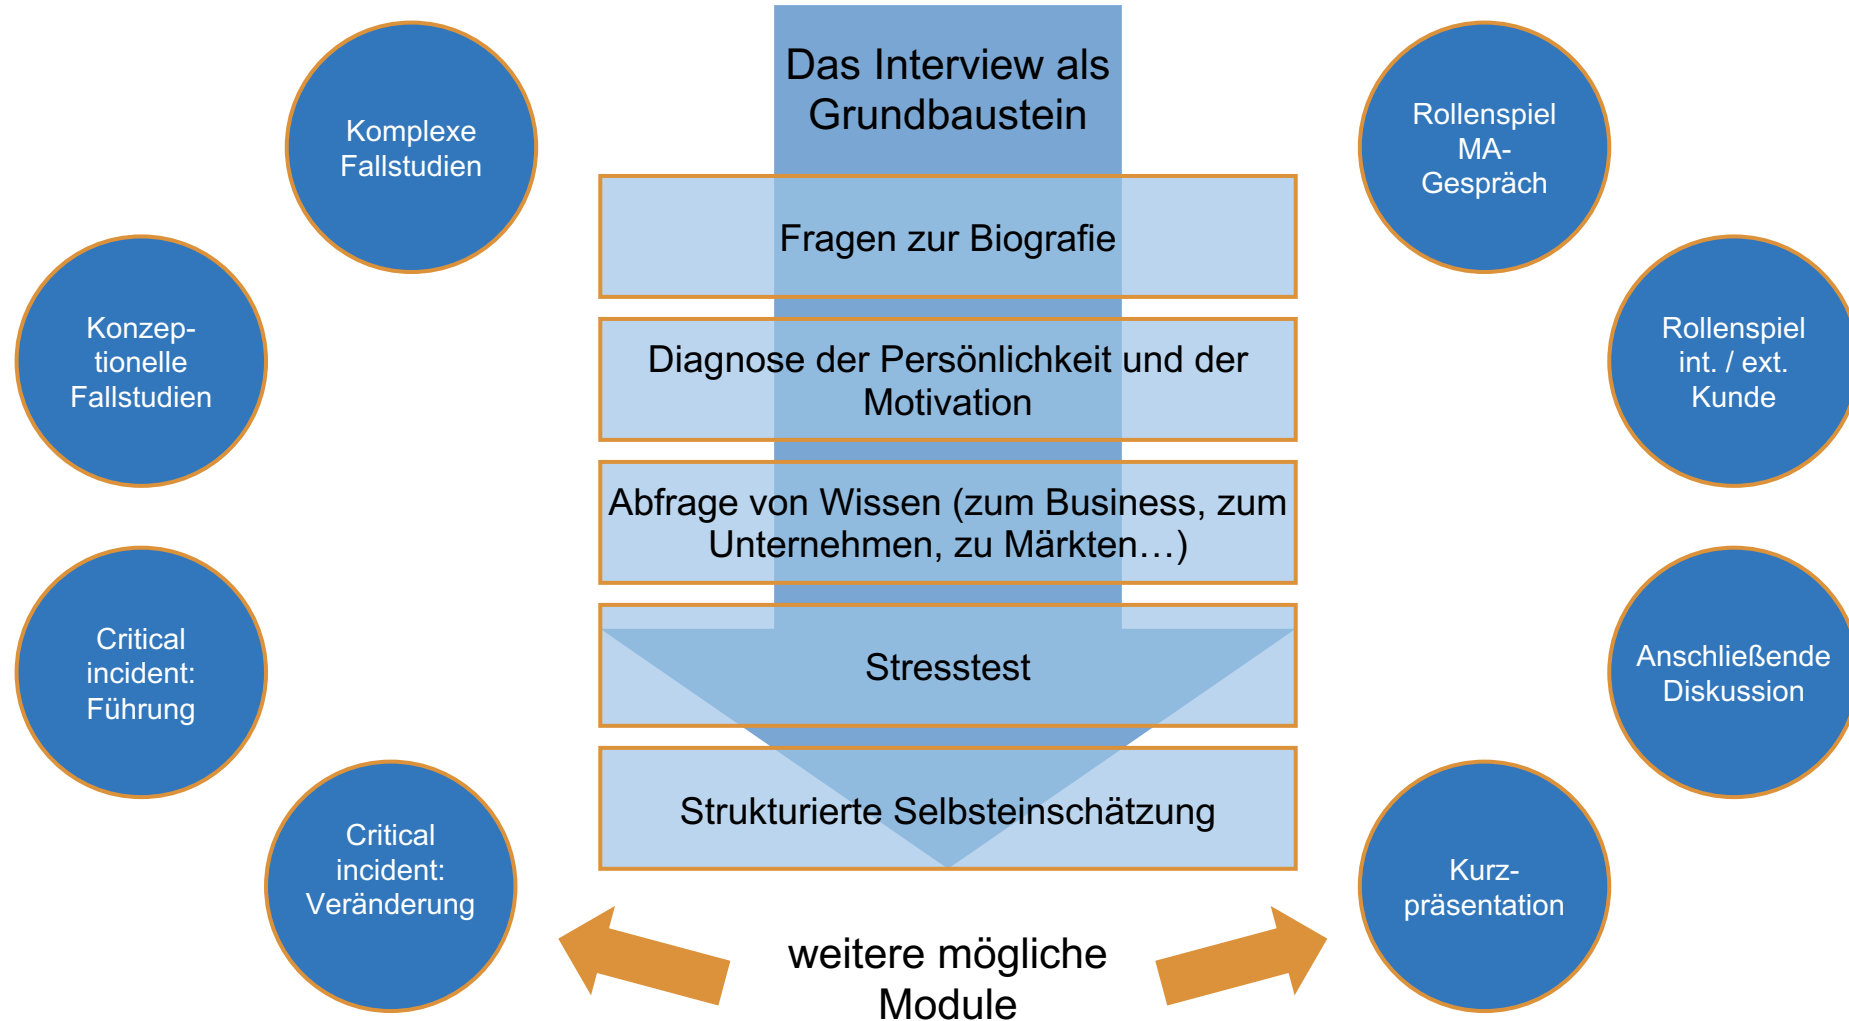 Das Interview als
Grundbaustein
Fragen zur Biografie
Diagnose der Persönlichkeit und der
Motivation
Abfrage von Wissen (zum Business, zum
Unternehmen, zu Märkten…)
Stresstest
Strukturierte Selbsteinschätzung
weitere mögliche
Module
Komplexe
Fallstudien
Konzep-
tionelle
Fallstudien
Critical
incident:
Führung
Critical
incident:
Veränderung
Rollenspiel
MA-
Gespräch
Rollenspiel
int. / ext.
Kunde
Anschließende
Diskussion
Kurz-
präsentation